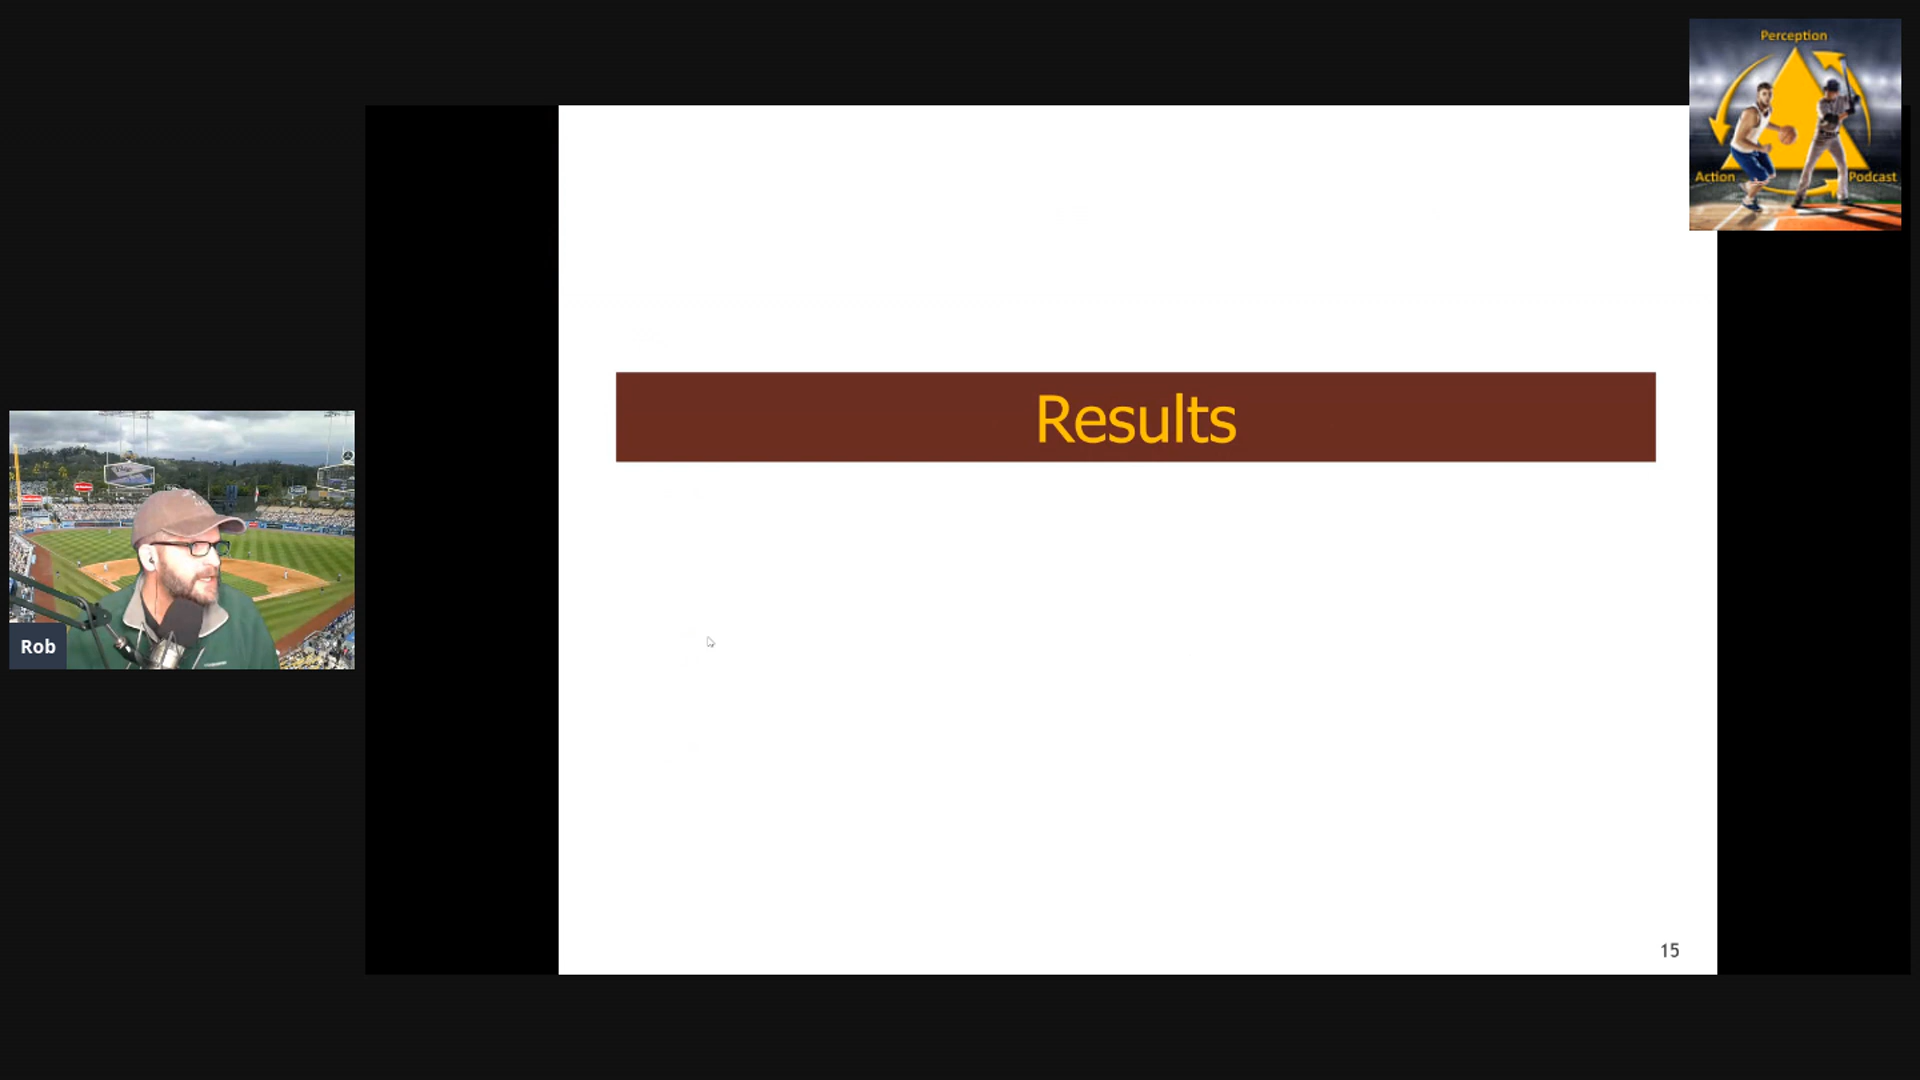 Perception
Action
Podcast
Results
Rob
15